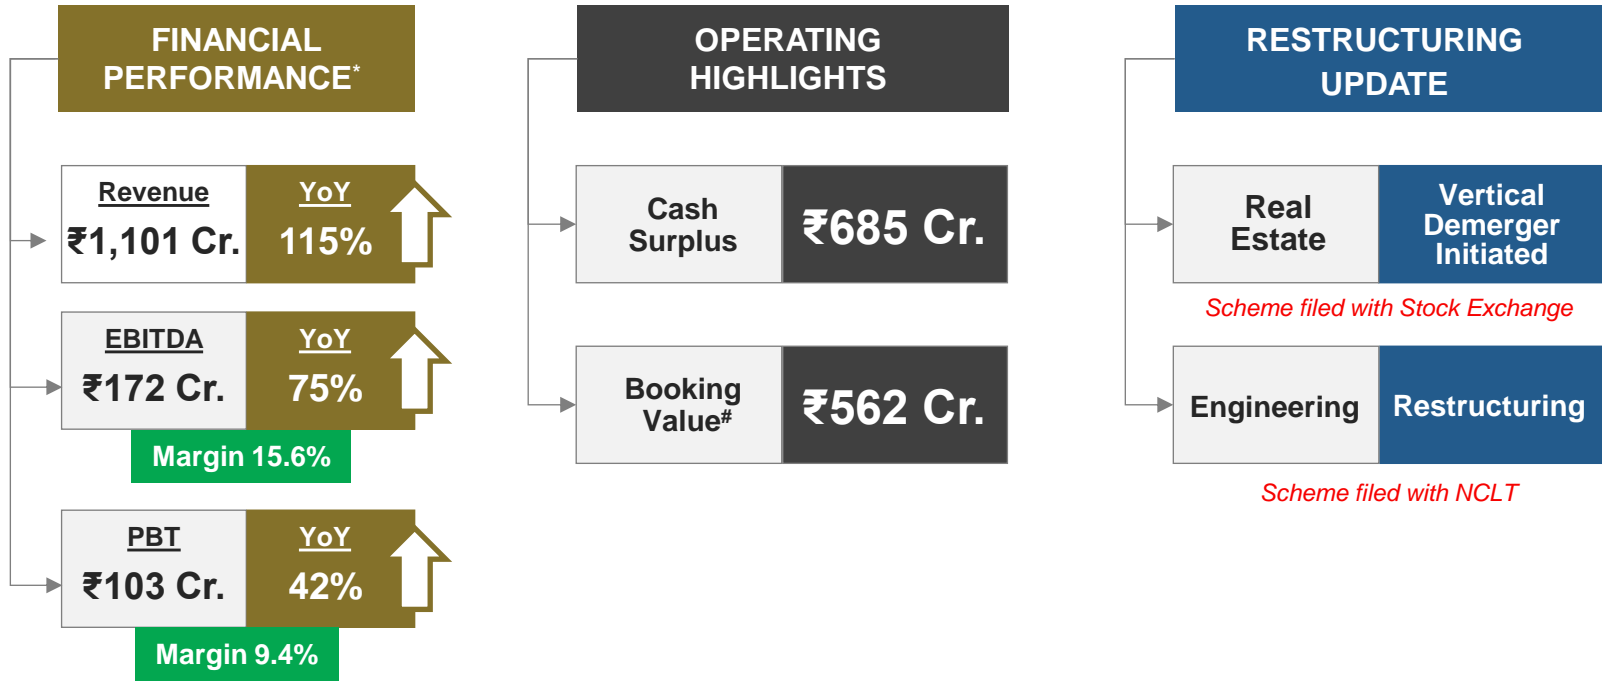 FINANCIAL
PERFORMANCE*
Revenue
₹1,101 Cr.
YoY
115%
EBITDA
₹172 Cr.
YoY
75%
Margin 15.6%
PBT
₹103 Cr.
YoY
42%
Margin 9.4%
OPERATING
HIGHLIGHTS
Cash
Surplus
₹685 Cr.
Booking
Value#
₹562 Cr.
RESTRUCTURING
UPDATE
Real
Estate
Vertical
Demerger
Initiated
Scheme filed with Stock Exchange
Engineering
Restructuring
Scheme filed with NCLT